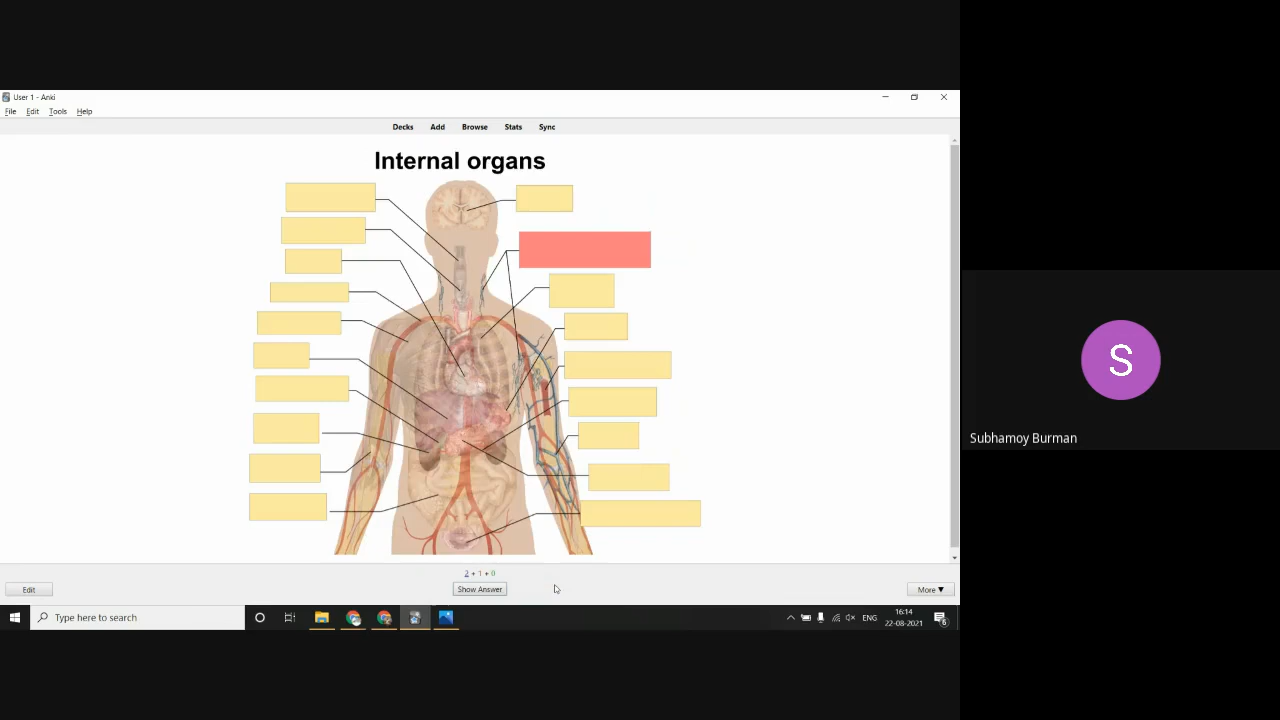 User 1 - Anki
File Edit Tools Help
Decks Add Browse Stats Sync
Internal organs
2 + 1 + 0
Edit
Show Answer
More ▼
Type here to search
ENG
16:14
22-08-2021
6
S
Subhamoy Burman